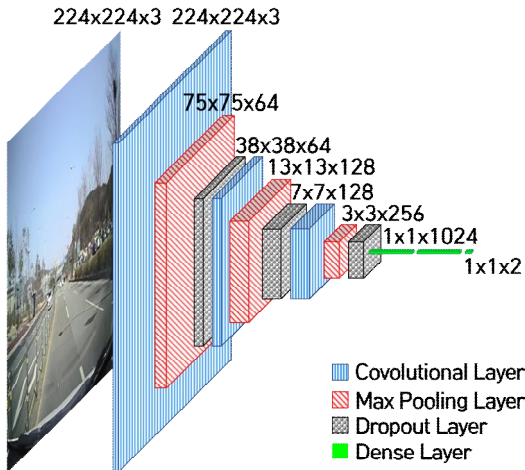 224x224x3
224x224x3
75x75x64
38x38x64
13x13x128
7x7x128
3x3x256
1x1x1024
1x1x2
Covolutional Layer
Max Pooling Layer
Dropout Layer
Dense Layer